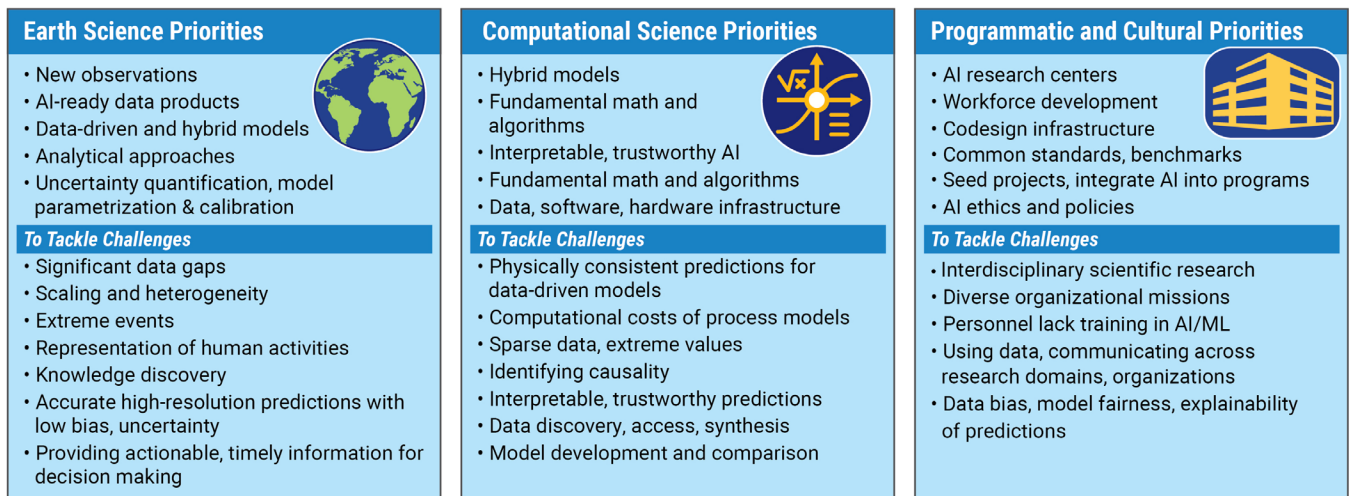 Earth Science Priorities
• New observations
• AI-ready data products
• Data-driven and hybrid models
• Analytical approaches
• Uncertainty quantification, model
parametrization & calibration
To Tackle Challenges
• Significant data gaps
• Scaling and heterogeneity
• Extreme events
• Representation of human activities
• Knowledge discovery
• Accurate high-resolution predictions with
low bias, uncertainty
• Providing actionable, timely information for
decision making
Computational Science Priorities
• Hybrid models
• Fundamental math and
algorithms
• Interpretable, trustworthy AI
• Fundamental math and algorithms
• Data, software, hardware infrastructure
√x
To Tackle Challenges
• Physically consistent predictions for
data-driven models
• Computational costs of process models
• Sparse data, extreme values
• Identifying causality
• Interpretable, trustworthy predictions
• Data discovery, access, synthesis
• Model development and comparison
Programmatic and Cultural Priorities
• AI research centers
• Workforce development
• Codesign infrastructure
• Common standards, benchmarks
• Seed projects, integrate AI into programs
• AI ethics and policies
To Tackle Challenges
• Interdisciplinary scientific research
• Diverse organizational missions
• Personnel lack training in AI/ML
• Using data, communicating across
research domains, organizations
• Data bias, model fairness, explainability
of predictions